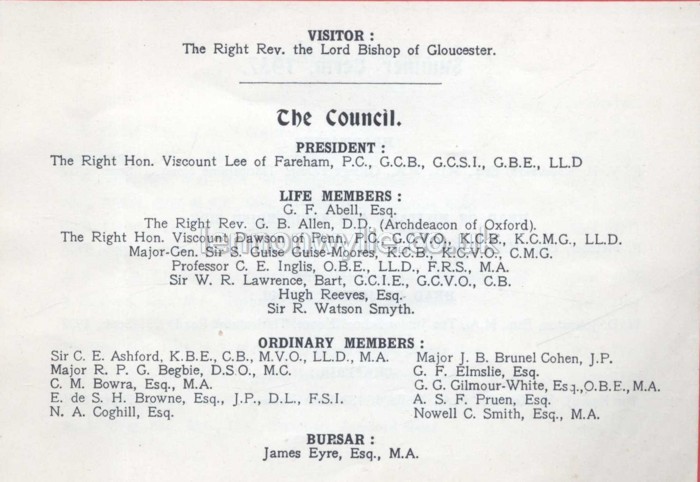 VISITOR :
The Right Rev. the Lord Bishop of Gloucester.
The Council.
PRESIDENT :
The Right Hon. Viscount Lee of Fareham, P.C., G.C.B., G.C.S.I., G.B.E., LL.D
LIFE MEMBERS :
G. F. Abell, Esq.
The Right Rev. G. B. Allen, D.D. (Archdeacon of Oxford).
The Right Hon. Viscount Dawson of Penn, P.C., G.C.V.O., K.C.B., K.C.M.G., LL.D.
Major-Gen. Sir S. Guise Guise-Moores, K.C.B., K.C.V.O., C.M.G.
Professor C. E. Inglis, O.B.E., LL.D., F.R.S., M.A.
Sir W. R. Lawrence, Bart, G.C.I.E., G.C.V.O., C.B.
Hugh Reeves, Esq.
Sir R. Watson Smyth.
ORDINARY MEMBERS :
Sir C. E. Ashford, K.B.E., C.B., M.V.O., LL.D., M.A.
Major R. P. G. Begbie, D.S.O., M.C.
C. M. Bowra, Esq., M.A.
E. de S. H. Browne, Esq., J.P., D.L., F.S.I.
N. A. Coghill, Esq.
Major J. B. Brunel Cohen, J.P.
G. F. Elmslie, Esq.
G. G. Gilmour-White, Esq.,O.B.E., M.A.
A. S. F. Pruen, Esq.
Nowell C. Smith, Esq., M.A.
BURSAR :
James Eyre, Esq., M.A.